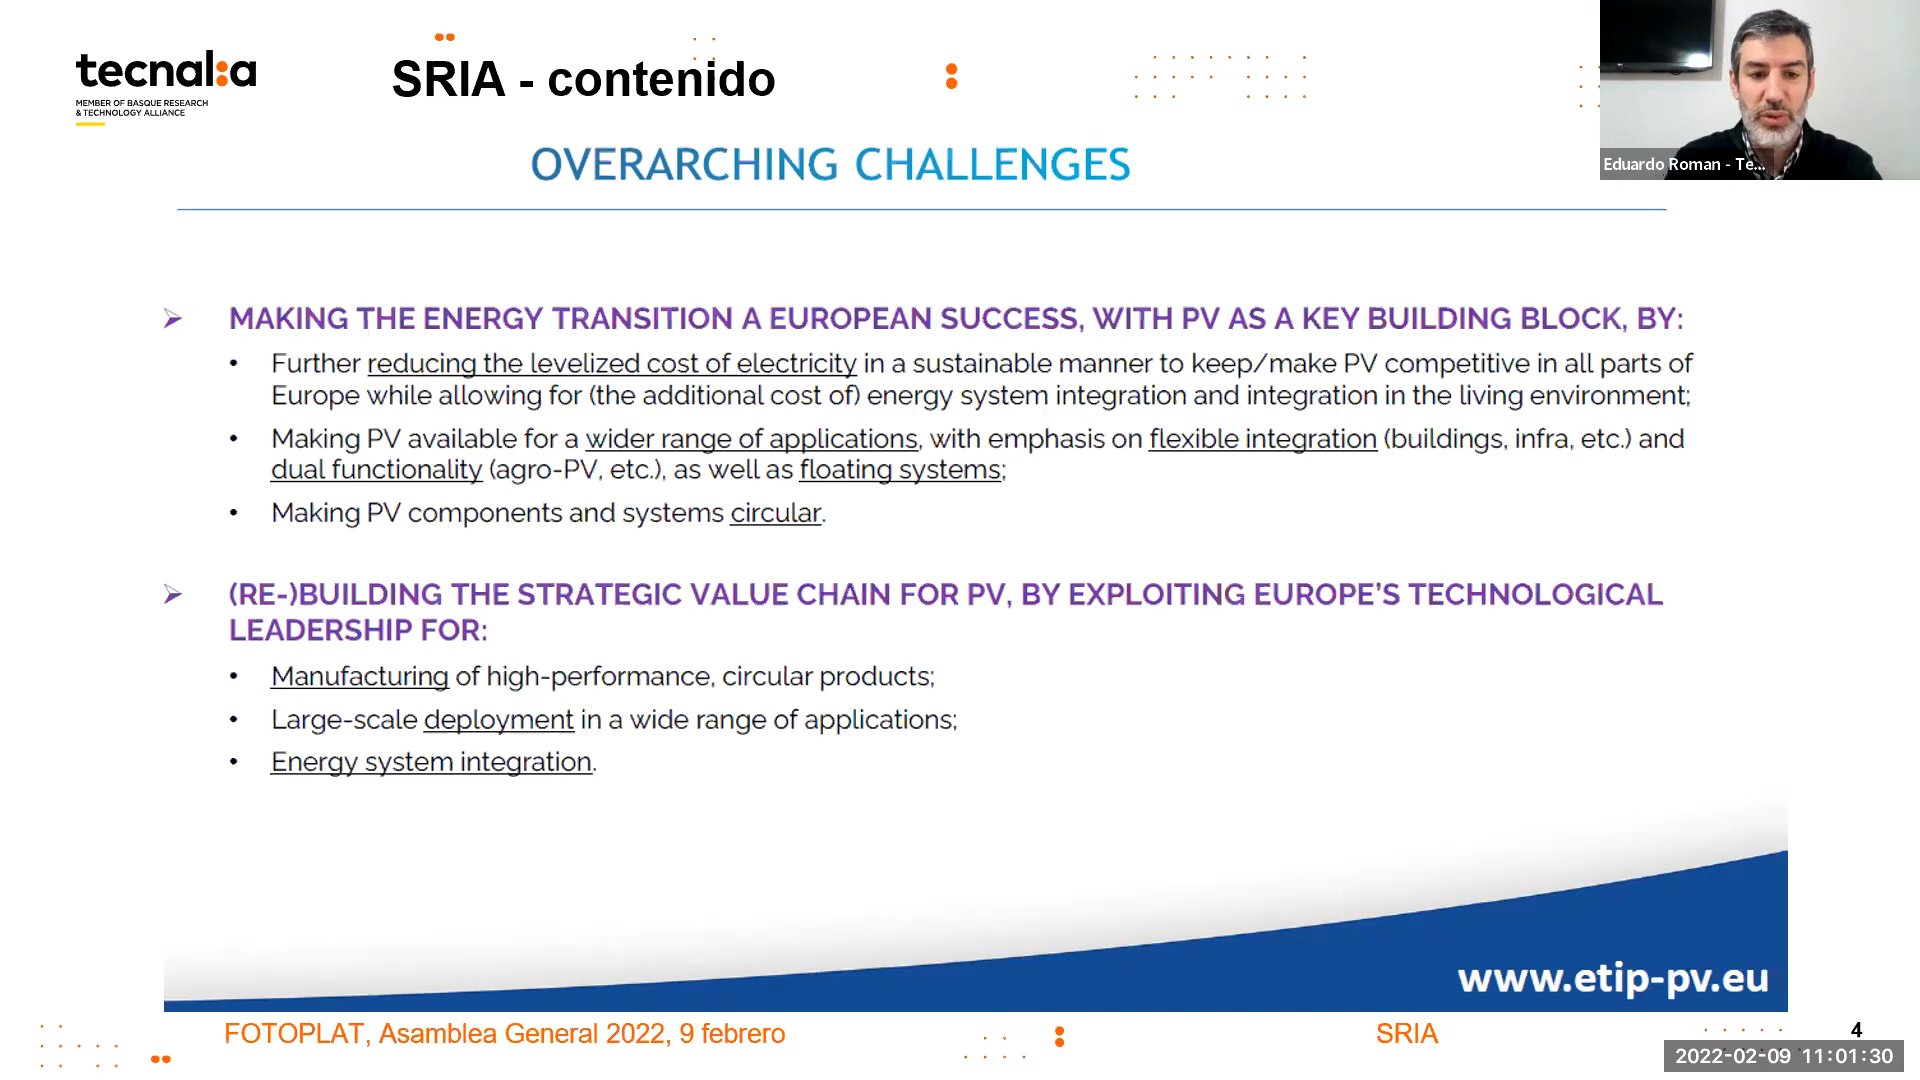 tecnalia
MEMBER OF BASQUE RESEARCH
& TECHNOLOGY ALLIANCE
SRIA - contenido
Eduardo Roman - Te...
OVERARCHING CHALLENGES
MAKING THE ENERGY TRANSITION A EUROPEAN SUCCESS, WITH PV AS A KEY BUILDING BLOCK, BY:
• Further reducing the levelized cost of electricity in a sustainable manner to keep/make PV competitive in all parts of
Europe while allowing for (the additional cost of) energy system integration and integration in the living environment;
• Making PV available for a wider range of applications, with emphasis on flexible integration (buildings, infra, etc.) and
dual functionality (agro-PV, etc.), as well as floating systems;
• Making PV components and systems circular.
(RE-)BUILDING THE STRATEGIC VALUE CHAIN FOR PV, BY EXPLOITING EUROPE'S TECHNOLOGICAL
LEADERSHIP FOR:
• Manufacturing of high-performance, circular products;
• Large-scale deployment in a wide range of applications;
• Energy system integration.
www.etip-pv.eu
FOTOPLAT, Asamblea General 2022, 9 febrero
SRIA
4
2022-02-09 11:01:30